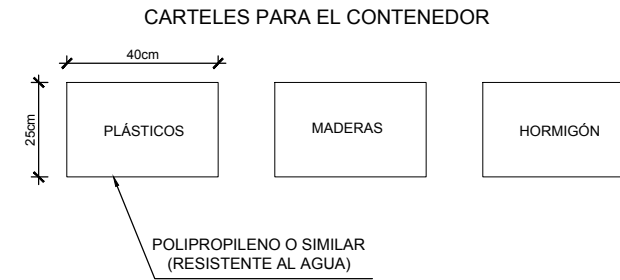 CARTELES PARA EL CONTENEDOR
40cm
25cm
PLÁSTICOS
MADERAS
HORMIGÓN
POLIPROPILENO O SIMILAR
(RESISTENTE AL AGUA)